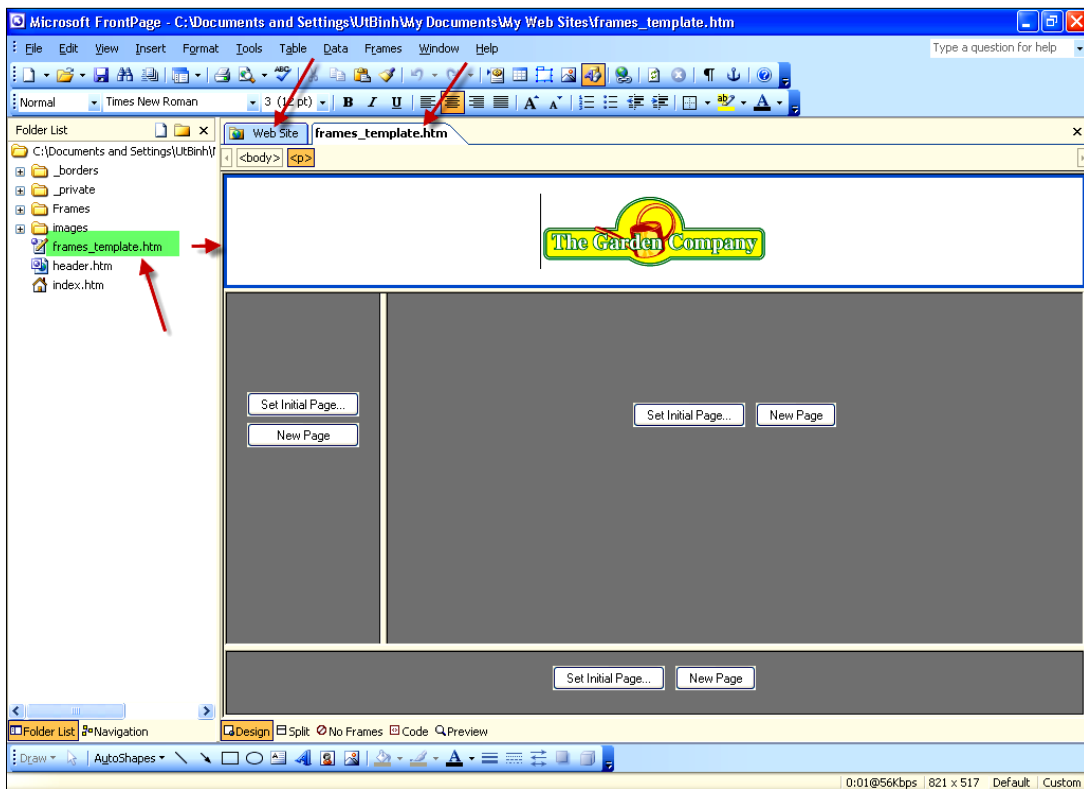 Microsoft FrontPage - C:\Documents and Settings\UtBinh\My Documents\My Web Sites\frames_template.htm
File Edit View Insert Format Tools Table Data Frames Window Help Type a question for help
Normal Times New Roman 3 (12 pt) B I U A A A
Folder List
Web Site frames_template.htm
C:\Documents and Settings\UtBinh\
<body> <p>
_borders
_private
Frames
images
frames_template.htm
header.htm
index.htm
The Garden Company
Set Initial Page...
New Page
Set Initial Page... New Page
Set Initial Page... New Page
Folder List Navigation
Design Split No Frames Code Preview
Draw AutoShapes A
0:01@56Kbps 821 x 517 Default Custom